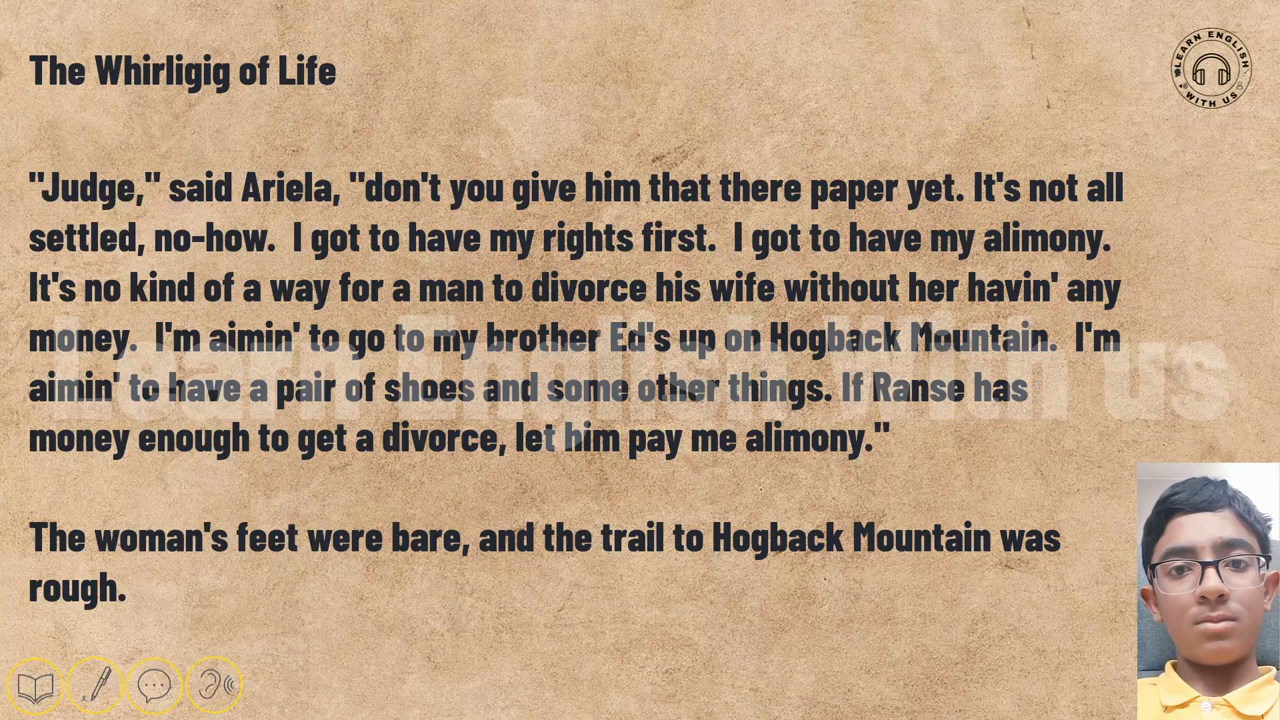 The Whirligig of Life
LEARN ENGLISH
WITH US
"Judge," said Ariela, "don't you give him that there paper yet. It's not all
settled, no-how.  I got to have my rights first.  I got to have my alimony.
It's no kind of a way for a man to divorce his wife without her havin' any
money.  I'm aimin' to go to my brother Ed's up on Hogback Mountain.  I'm
aimin' to have a pair of shoes and some other things. If Ranse has
money enough to get a divorce, let him pay me alimony."
Learn English With us
The woman's feet were bare, and the trail to Hogback Mountain was
rough.